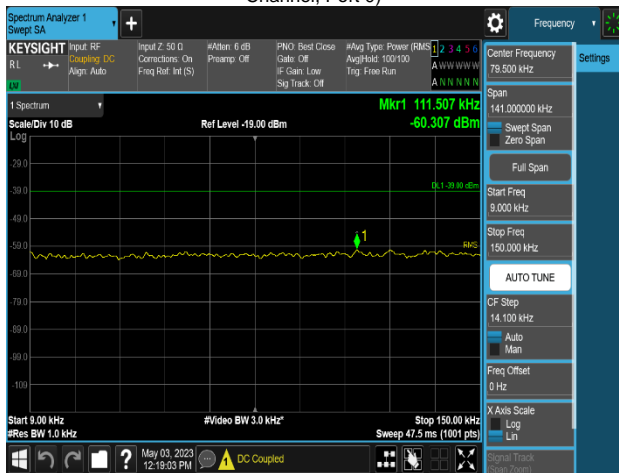 Channel, Port 0)
Spectrum Analyzer 1
Swept SA
Frequency
KEYSIGHT
RL
Input: RF
Coupling: DC
Align: Auto
Input Z: 50 Ω
Corrections: On
Freq Ref: Int (S)
#Atten: 6 dB
Preamp: Off
PNO: Best Close
Gate: Off
IF Gain: Low
Sig Track: Off
#Avg Type: Power (RMS
Avg|Hold: 100/100
Trig: Free Run
1 2 3 4 5 6
A W W W W W
A N N N N N
1 Spectrum
Scale/Div 10 dB
Log
Ref Level -19.00 dBm
Mkr1 111.507 kHz
-60.307 dBm
-29.0
-39.0
-49.0
-59.0
-69.0
-79.0
-89.0
-99.0
-109
DL1 -39.00 dBm
1
RMS
Start 9.00 kHz
#Res BW 1.0 kHz
#Video BW 3.0 kHz*
Stop 150.00 kHz
Sweep 47.5 ms (1001 pts)
May 03, 2023
12:19:03 PM
DC Coupled
Settings
Center Frequency
79.500 kHz
Span
141.000000 kHz
Swept Span
Zero Span
Full Span
Start Freq
9.000 kHz
Stop Freq
150.000 kHz
AUTO TUNE
CF Step
14.100 kHz
Auto
Man
Freq Offset
0 Hz
X Axis Scale
Log
Lin
Signal Track
(Span Zoom)